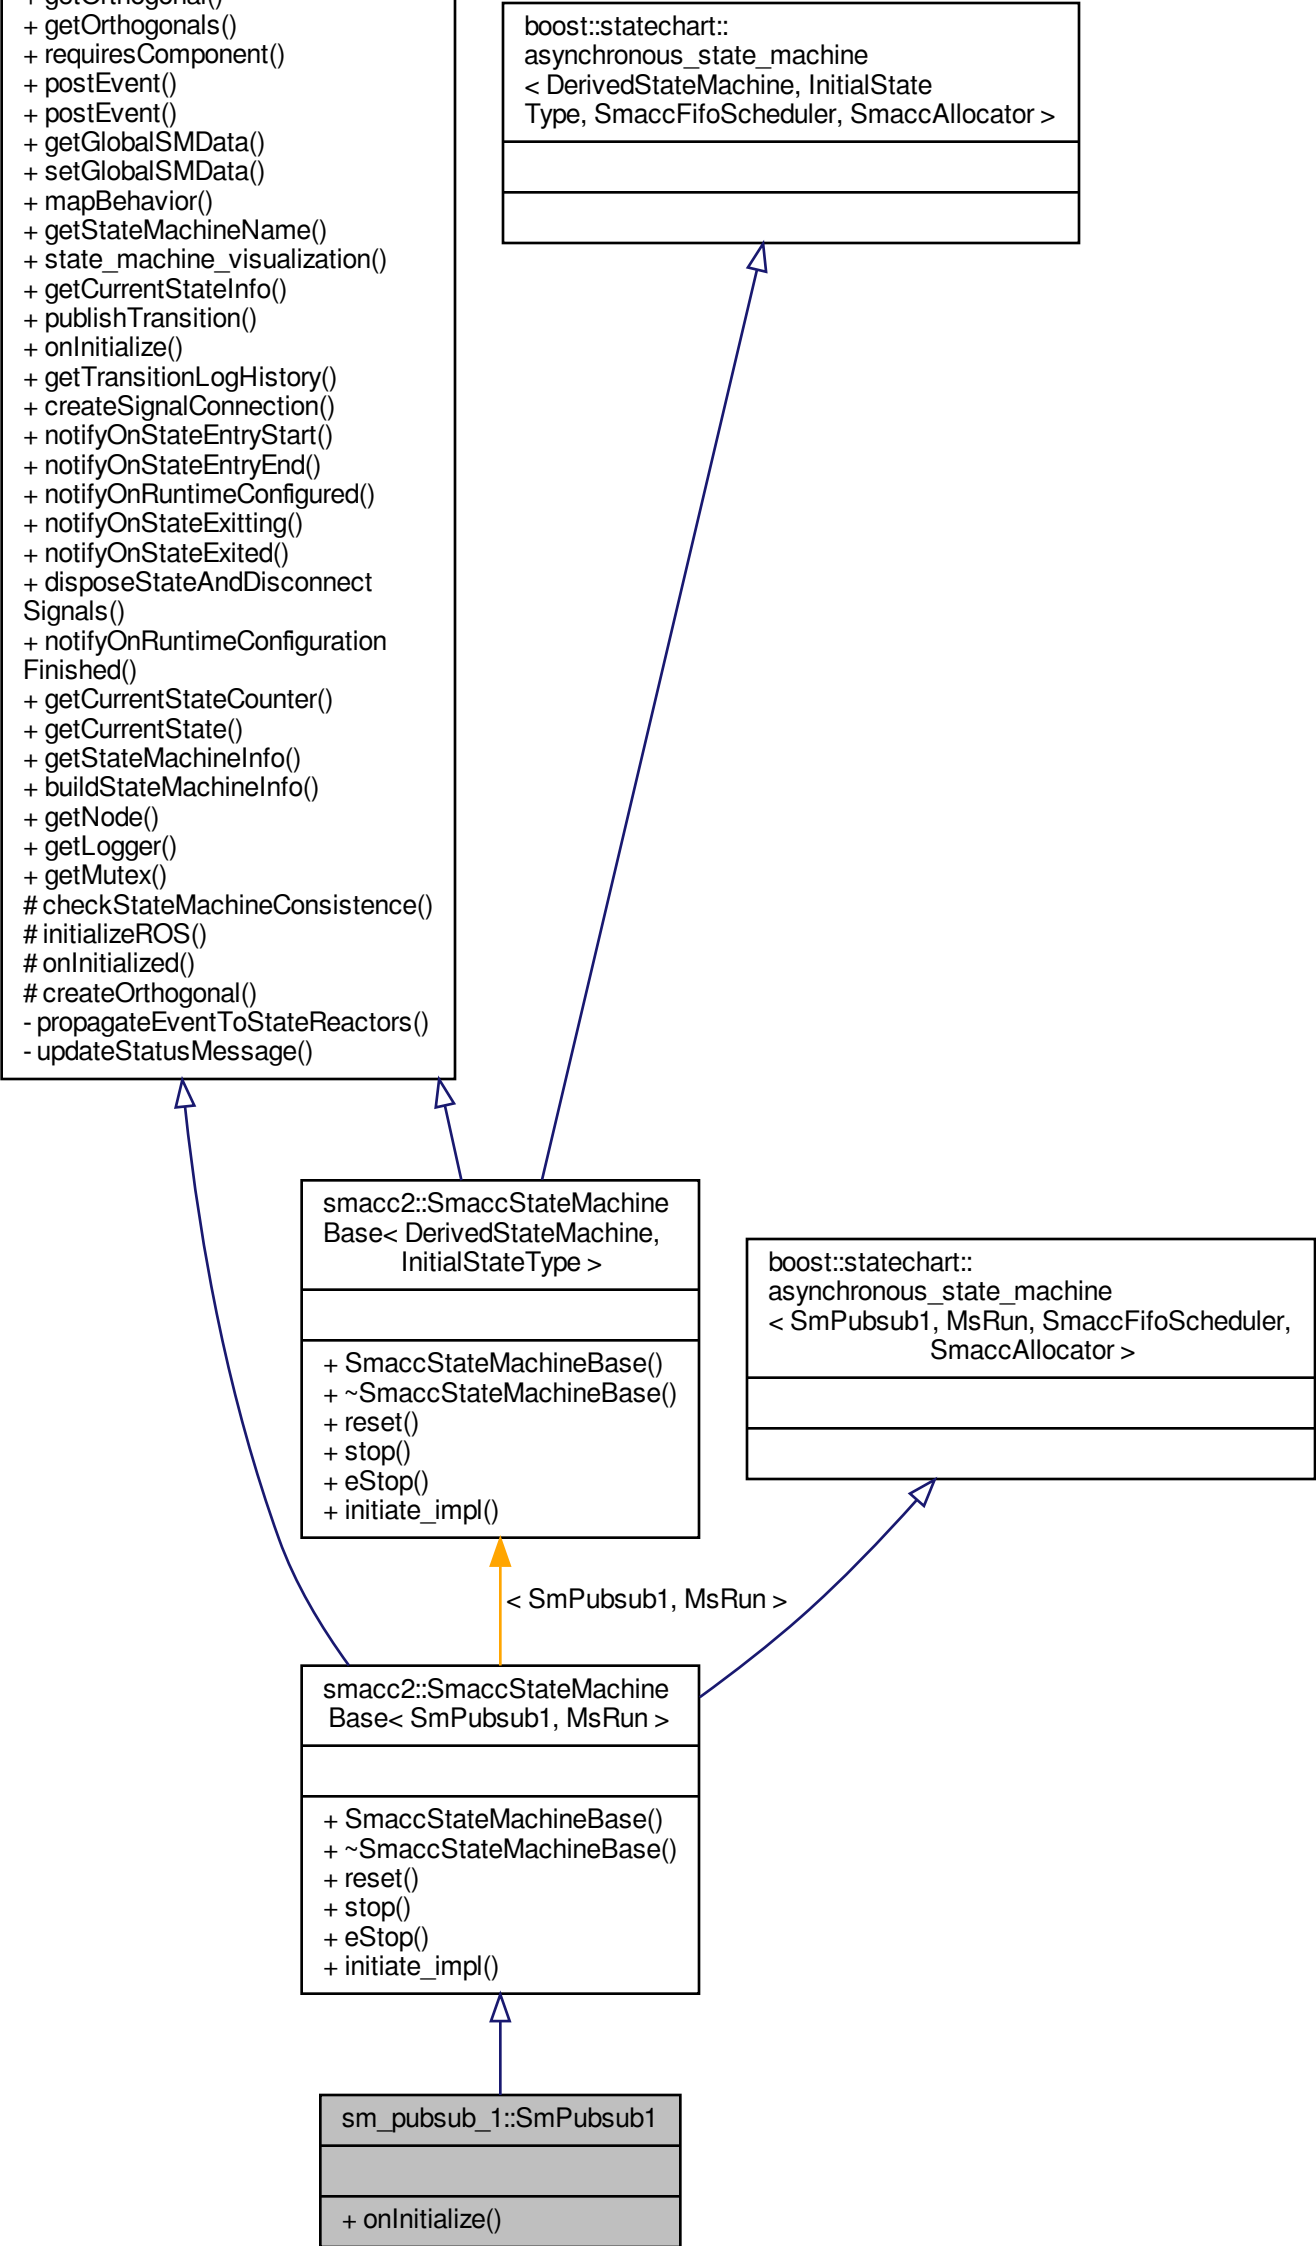 + getOrthogonal()
+ getOrthogonals()
+ requiresComponent()
+ postEvent()
+ postEvent()
+ getGlobalSMData()
+ setGlobalSMData()
+ mapBehavior()
+ getStateMachineName()
+ state_machine_visualization()
+ getCurrentStateInfo()
+ publishTransition()
+ onInitialize()
+ getTransitionLogHistory()
+ createSignalConnection()
+ notifyOnStateEntryStart()
+ notifyOnStateEntryEnd()
+ notifyOnRuntimeConfigured()
+ notifyOnStateExitting()
+ notifyOnStateExited()
+ disposeStateAndDisconnect
Signals()
+ notifyOnRuntimeConfiguration
Finished()
+ getCurrentStateCounter()
+ getCurrentState()
+ getStateMachineInfo()
+ buildStateMachineInfo()
+ getNode()
+ getLogger()
+ getMutex()
# checkStateMachineConsistence()
# initializeROS()
# onInitialized()
# createOrthogonal()
- propagateEventToStateReactors()
- updateStatusMessage()
boost::statechart::
asynchronous_state_machine
< DerivedStateMachine, InitialState
Type, SmaccFifoScheduler, SmaccAllocator >
smacc2::SmaccStateMachine
Base< DerivedStateMachine,
InitialStateType >
+ SmaccStateMachineBase()
+ ~SmaccStateMachineBase()
+ reset()
+ stop()
+ eStop()
+ initiate_impl()
boost::statechart::
asynchronous_state_machine
< SmPubsub1, MsRun, SmaccFifoScheduler,
SmaccAllocator >
< SmPubsub1, MsRun >
smacc2::SmaccStateMachine
Base< SmPubsub1, MsRun >
+ SmaccStateMachineBase()
+ ~SmaccStateMachineBase()
+ reset()
+ stop()
+ eStop()
+ initiate_impl()
sm_pubsub_1::SmPubsub1
+ onInitialize()